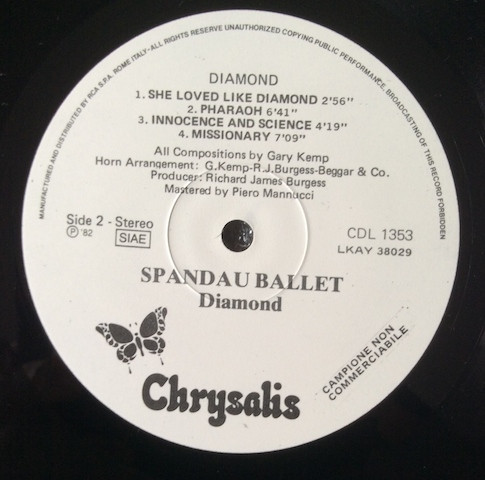 MANUFACTURED AND DISTRIBUTED BY RCA S.P.A. ROME ITALY - ALL RIGHTS RESERVE UNAUTHORIZED COPYING PUBLIC PERFORMANCE, BROADCASTING OF THIS RECORD FORBIDDEN
DIAMOND
1. SHE LOVED LIKE DIAMOND 2'56"
2. PHARAOH 6'41"
3. INNOCENCE AND SCIENCE 4'19"
4. MISSIONARY 7'09"
All Compositions by Gary Kemp
Horn Arrangement: G.Kemp-R.J.Burgess-Beggar & Co.
Producer: Richard James Burgess
Mastered by Piero Mannucci
Side 2 - Stereo
Ⓟ '82
SIAE
CDL 1353
LKAY 38029
SPANDAU BALLET
Diamond
CAMPIONE NON
COMMERCIABILE
Chrysalis